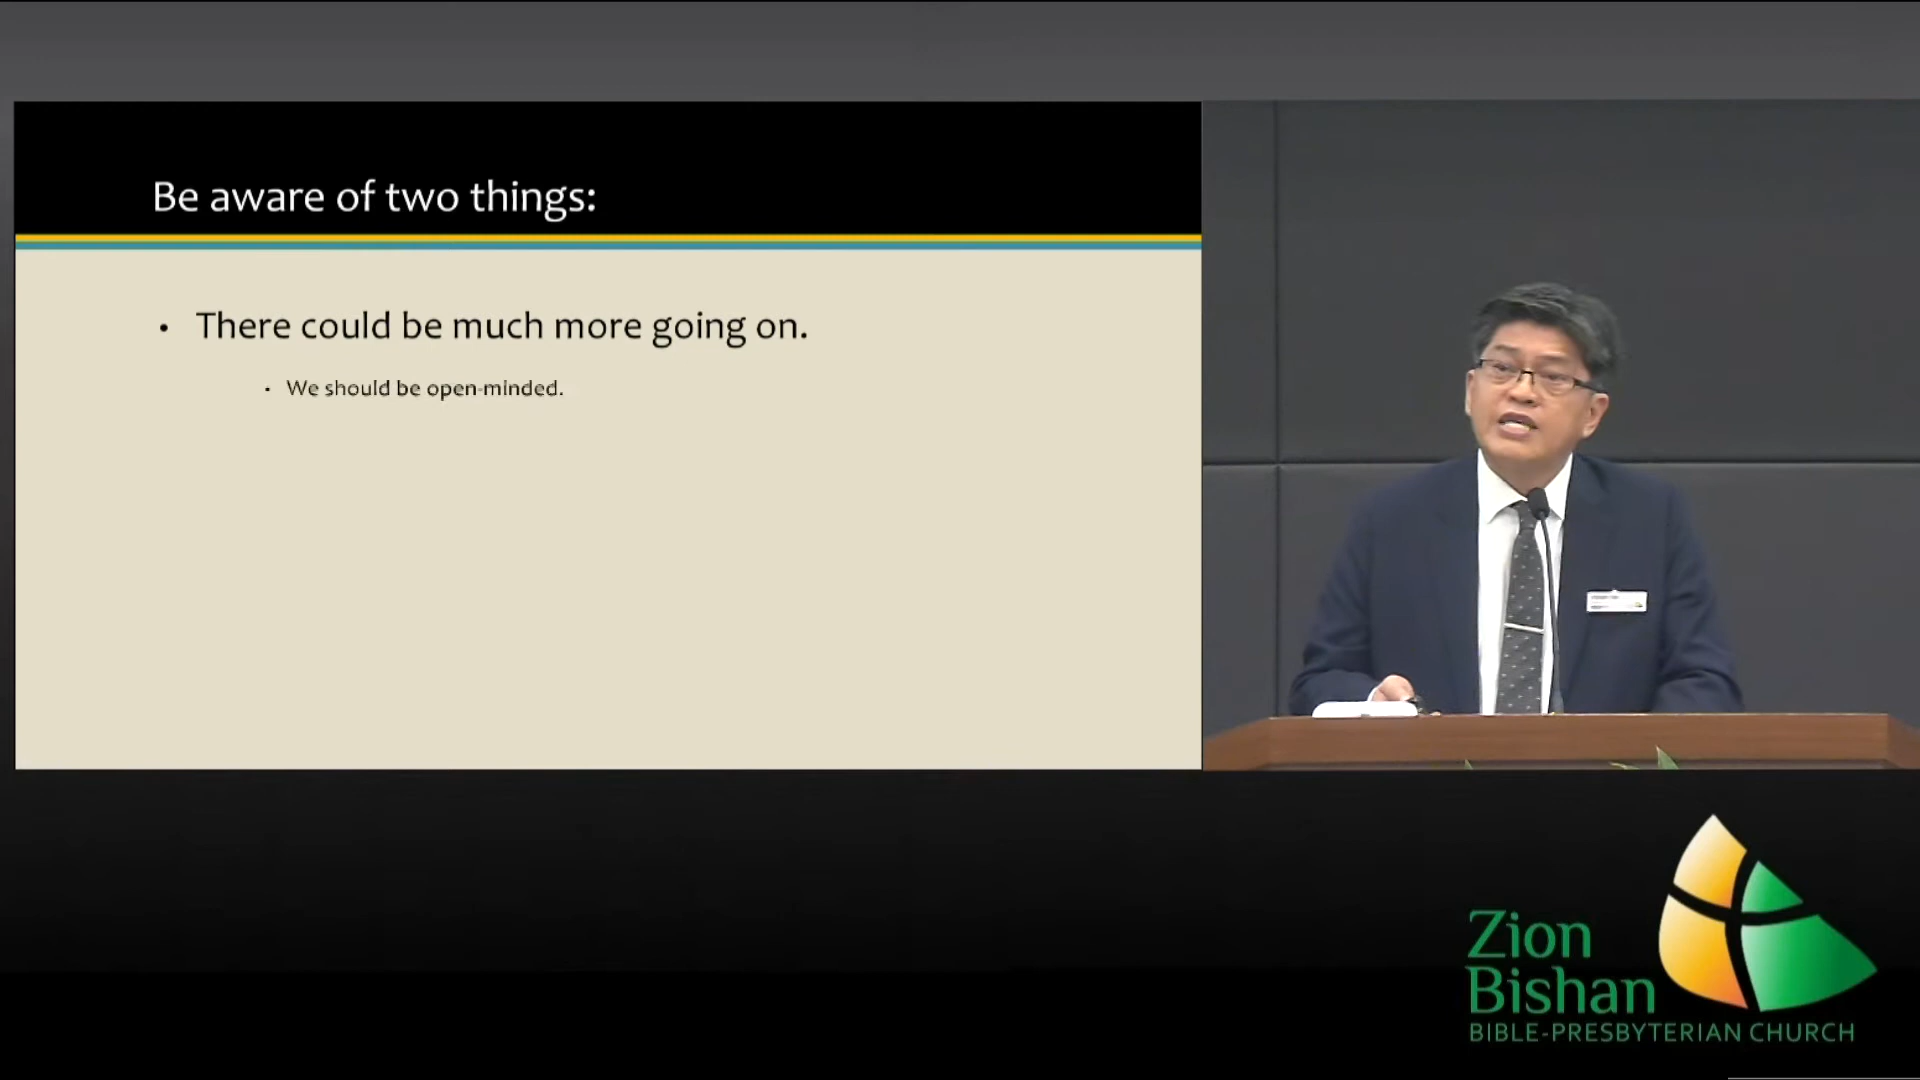 Be aware of two things:
• There could be much more going on.
• We should be open-minded.
Zion
Bishan
BIBLE-PRESBYTERIAN CHURCH